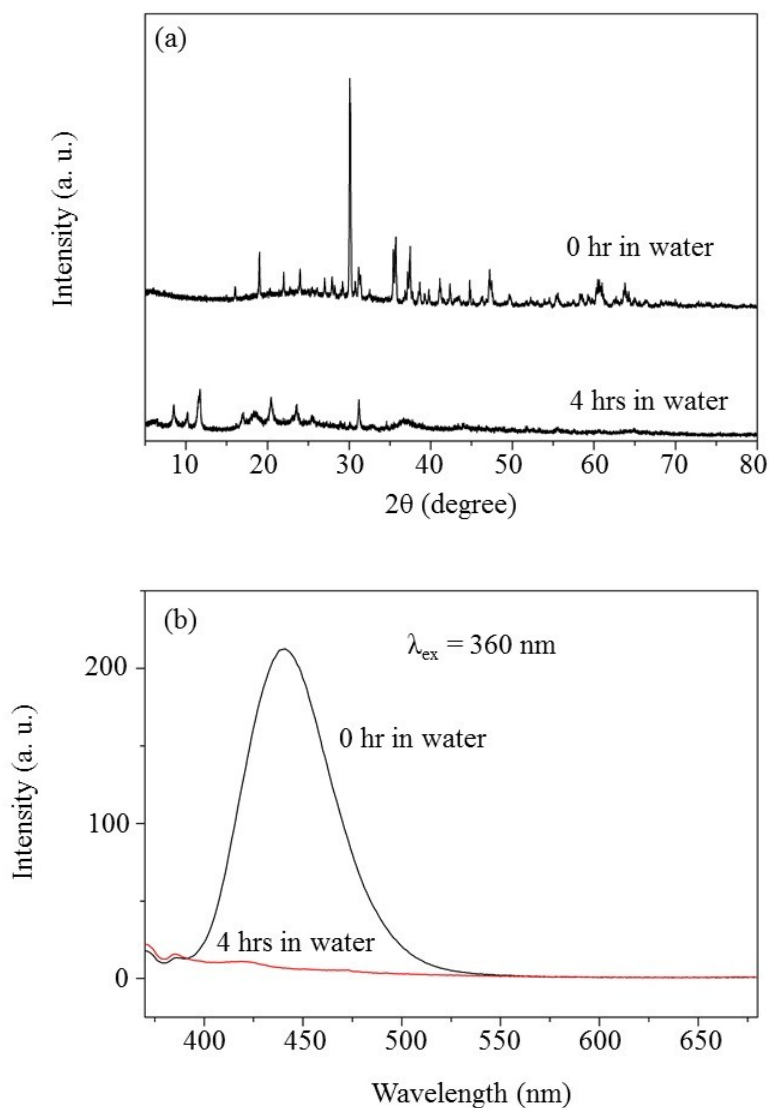 (a)
Intensity (a. u.)
0 hr in water
4 hrs in water
10 20 30 40 50 60 70 80
2θ (degree)
(b)
λex = 360 nm
200
0 hr in water
Intensity (a. u.)
100
4 hrs in water
0
400 450 500 550 600 650
Wavelength (nm)